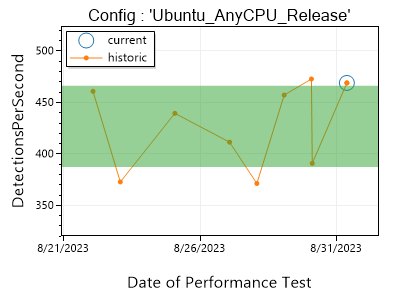 Config : 'Ubuntu_AnyCPU_Release'
current
historic
DetectionsPerSecond
500
450
400
350
8/21/2023
8/26/2023
8/31/2023
Date of Performance Test